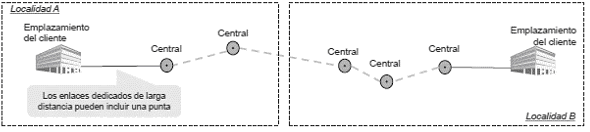 Localidad A
Emplazamiento
del cliente
Central
Central
Los enlaces dedicados de larga
distancia pueden incluir una punta
Central
Central
Central
Emplazamiento
del cliente
Localidad B